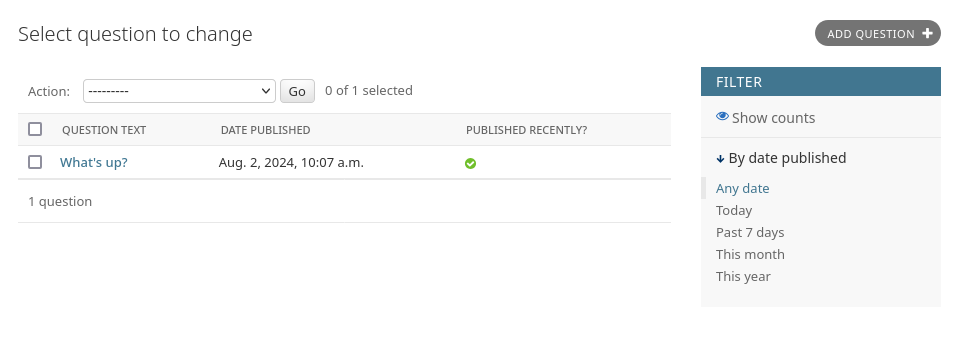 Select question to change
ADD QUESTION
Action: --------- Go 0 of 1 selected
QUESTION TEXT DATE PUBLISHED PUBLISHED RECENTLY?
What's up? Aug. 2, 2024, 10:07 a.m.
1 question
FILTER
Show counts
By date published
Any date
Today
Past 7 days
This month
This year